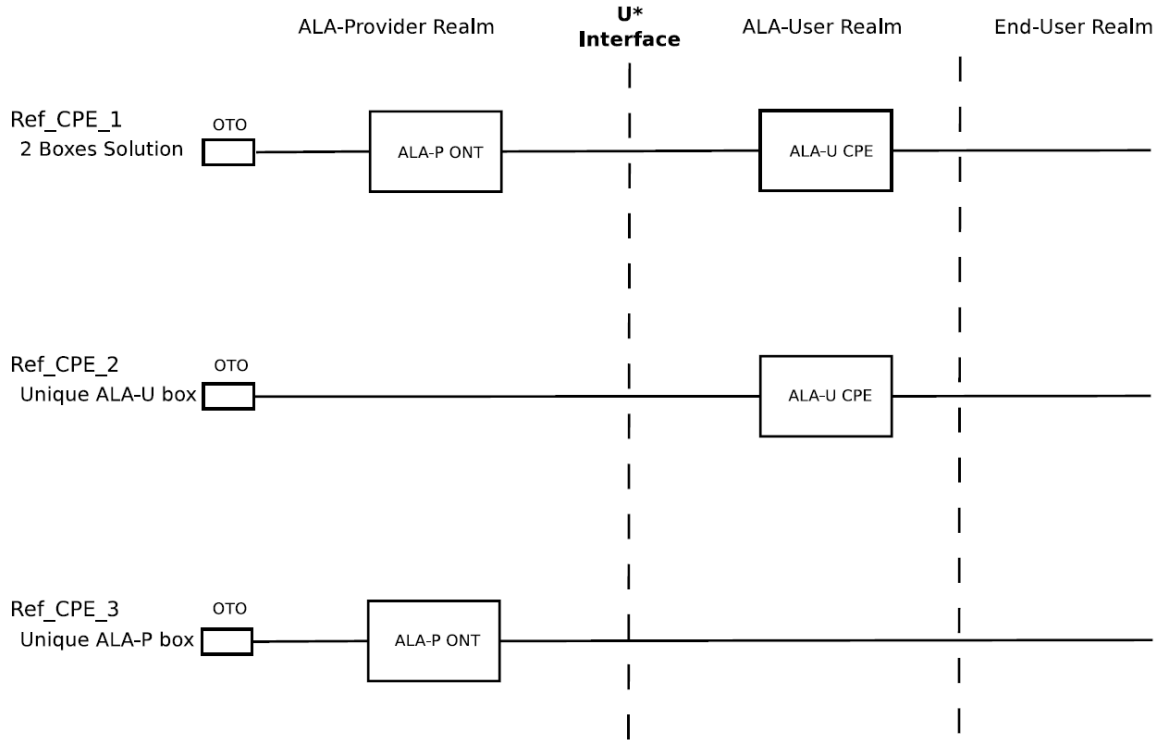 ALA-Provider Realm
U*
Interface
ALA-User Realm
End-User Realm
Ref_CPE_1
2 Boxes Solution
OTO
ALA-P ONT
ALA-U CPE
Ref_CPE_2
Unique ALA-U box
OTO
ALA-U CPE
Ref_CPE_3
Unique ALA-P box
OTO
ALA-P ONT